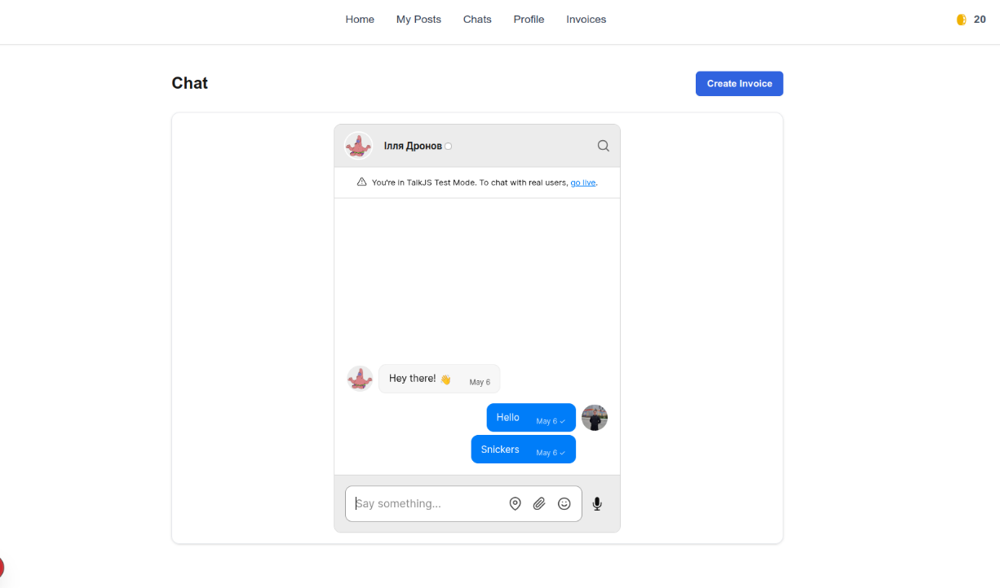 Home My Posts Chats Profile Invoices 20
Chat
Create Invoice
Ілля Дронов
You're in TalkJS Test Mode. To chat with real users, go live.
Hey there! 👋 May 6
Hello May 6 ✓
Snickers May 6 ✓
Say something...